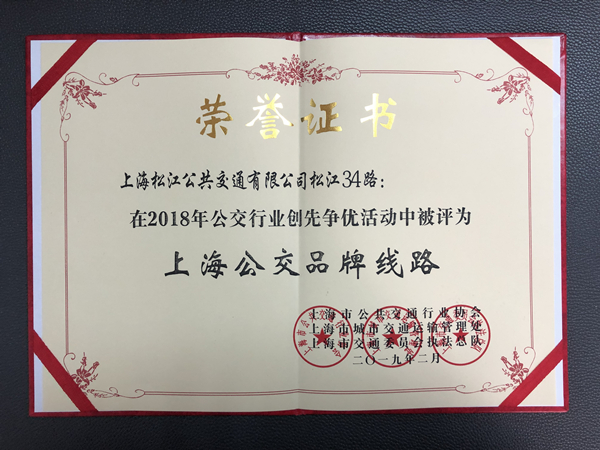 荣誉证书
上海松江公共交通有限公司松江34路：
在2018年公交行业创先争优活动中被评为
上海公交品牌线路
上海市公共交通行业协会
上海市城市交通运输管理处
上海市交通委员会执法总队
二〇一九年二月